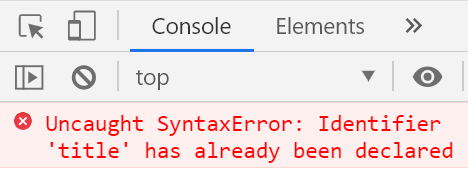 Console Elements
top
Uncaught SyntaxError: Identifier
'title' has already been declared